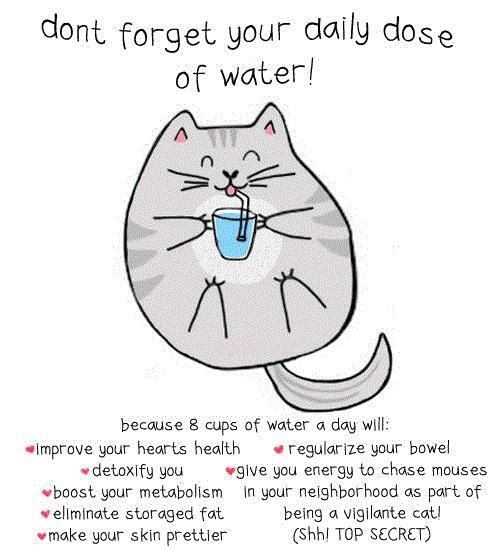 dont forget your daily dose
of water!
because 8 cups of water a day will:
improve your hearts health
detoxify you
boost your metabolism
eliminate storaged fat
make your skin prettier
regularize your bowel
give you energy to chase mouses
in your neighborhood as part of
being a vigilante cat!
(Shh! TOP SECRET)